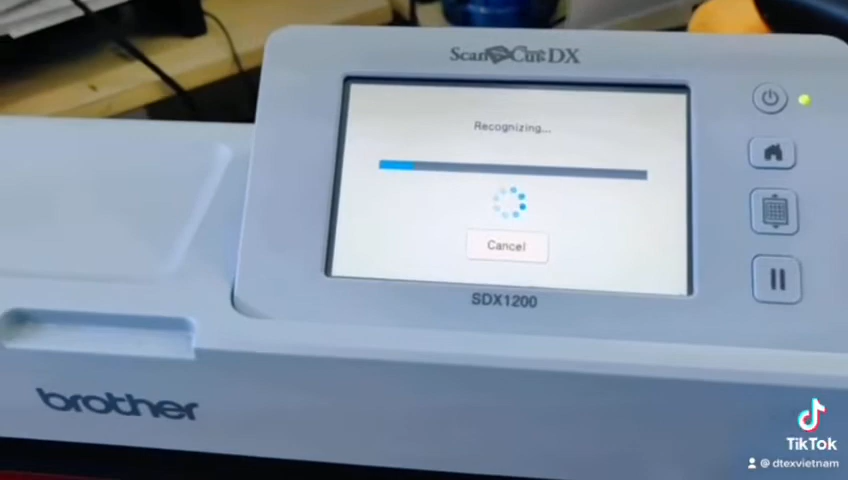 ScanNCut DX
Recognizing...
Cancel
SDX1200
brother
TikTok
@dtexvietnam